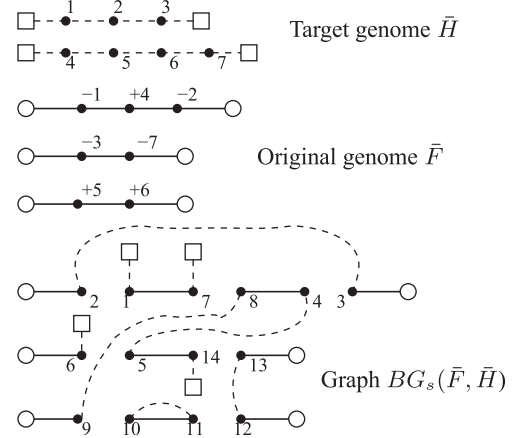 1 2 3
Target genome H̄
4 5 6 7
−1 +4 −2
−3 −7
Original genome F̄
+5 +6
2 1 7 8 4 3
6 5 14 13
Graph BGₛ(F̄, H̄)
9 10 11 12